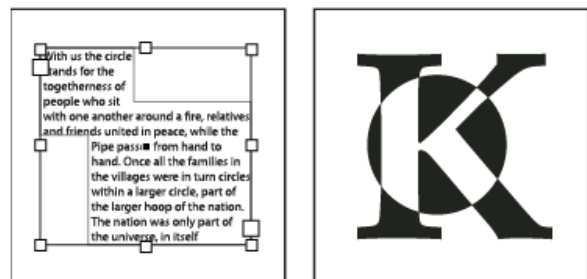 With us the circle
stands for the
togetherness of
people who sit
with one another around a fire, relatives
and friends united in peace, while the
Pipe passes from hand to
hand. Once all the families in
the villages were in turn circles
within a larger circle, part of
the larger hoop of the nation.
The nation was only part of
the universe, in itself
K